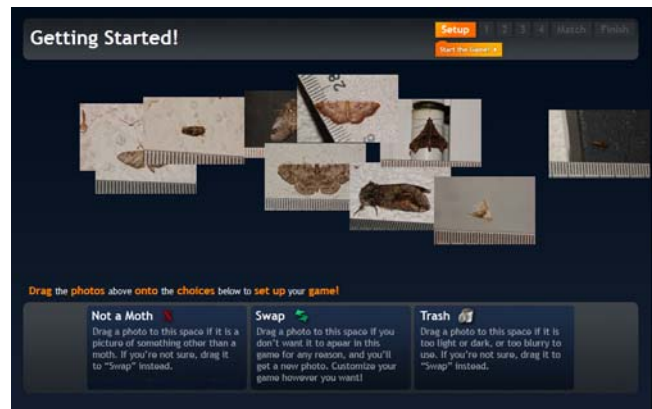 Getting Started!
Setup 1 2 3 4 Match Finish
Start the Game!
28
Drag the photos above onto the choices below to set up your game!
Not a Moth
Drag a photo to this space if it is a
picture of something other than a
moth. If you're not sure, drag it
to "Swap" instead.
Swap
Drag a photo to this space if you
don't want it to apear in this
game for any reason, and you'll
get a new photo. Customize your
game however you want!
Trash
Drag a photo to this space if it is
too light or dark, or too blurry to
use. If you're not sure, drag it to
"Swap" instead.